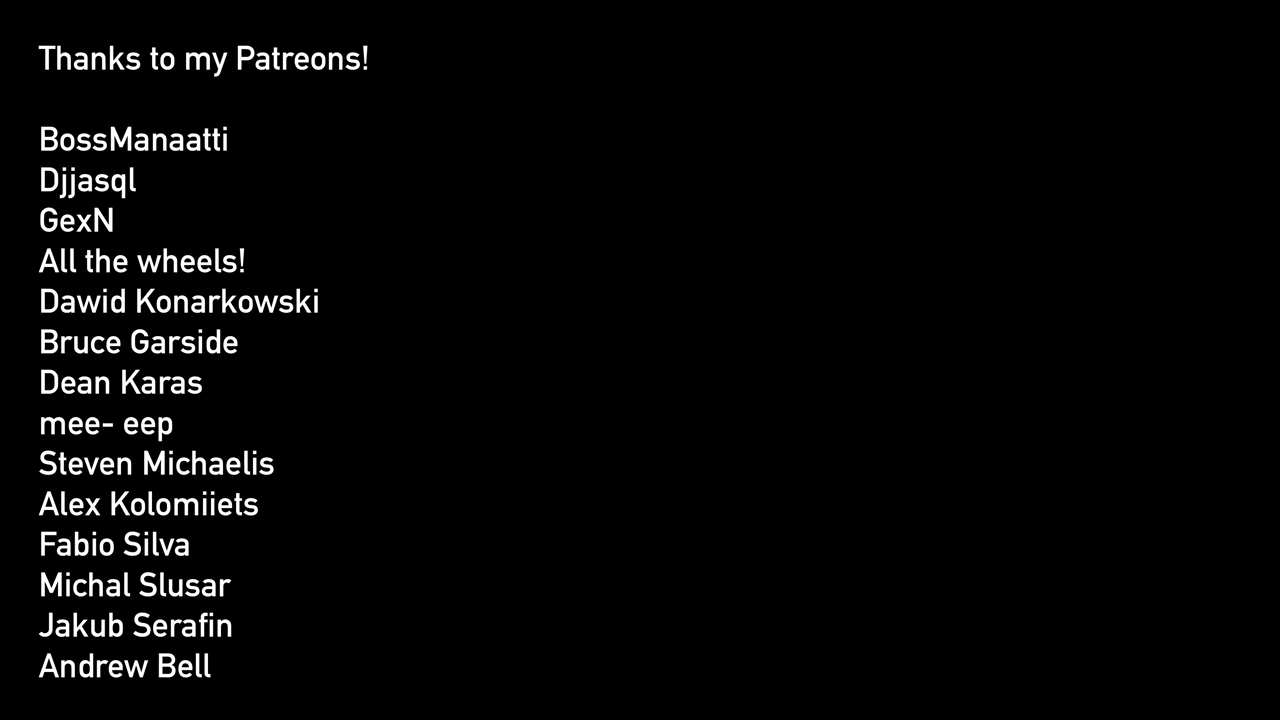 Thanks to my Patreons!
BossManaatti
Djjasql
GexN
All the wheels!
Dawid Konarkowski
Bruce Garside
Dean Karas
mee- eep
Steven Michaelis
Alex Kolomiiets
Fabio Silva
Michal Slusar
Jakub Serafin
Andrew Bell